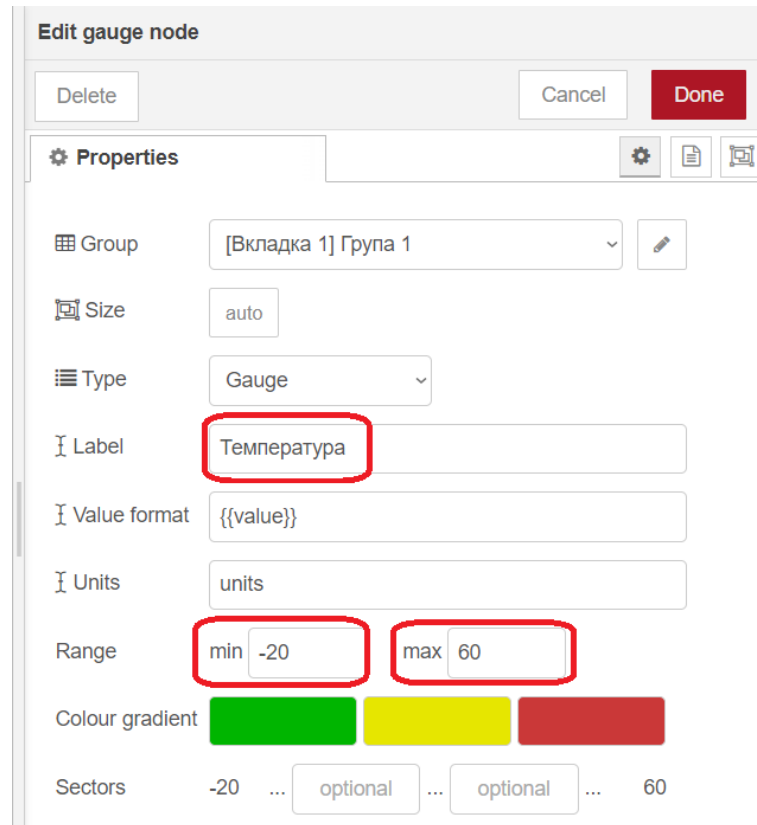 Edit gauge node
Delete Cancel Done
Properties
Group [Вкладка 1] Група 1
Size auto
Type Gauge
Label Температура
Value format {{value}}
Units units
Range min -20 max 60
Colour gradient
Sectors -20 ... optional ... optional ... 60